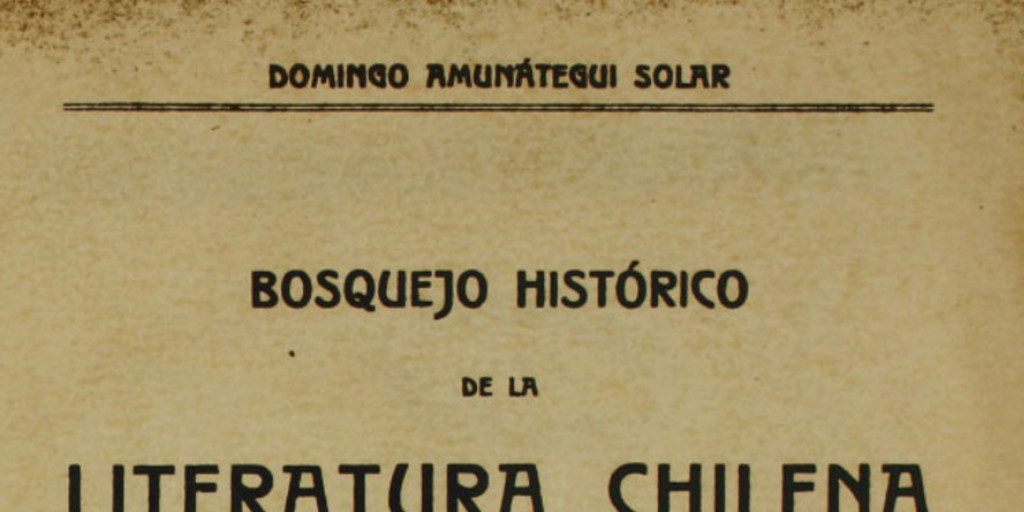 DOMINGO AMUNÁTEGUI SOLAR
BOSQUEJO HISTÓRICO
DE LA
LITERATURA CHILENA